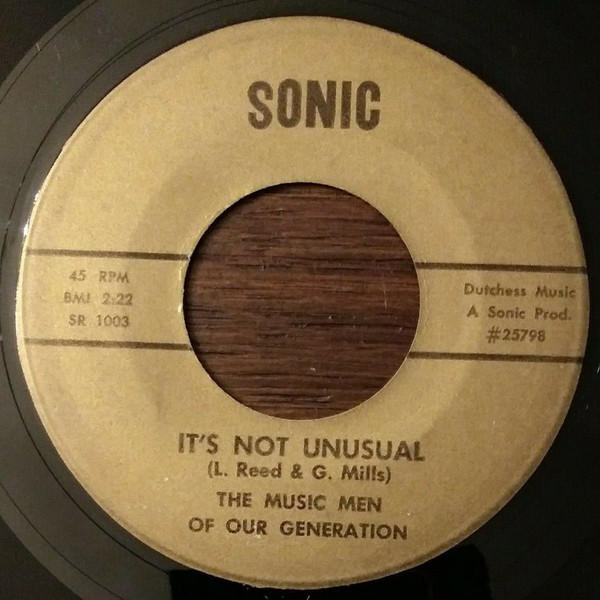 SONIC
45 RPM
BMI 2:22
SR 1003
Dutchess Music
A Sonic Prod.
#25798
IT'S NOT UNUSUAL
(L. Reed & G. Mills)
THE MUSIC MEN
OF OUR GENERATION